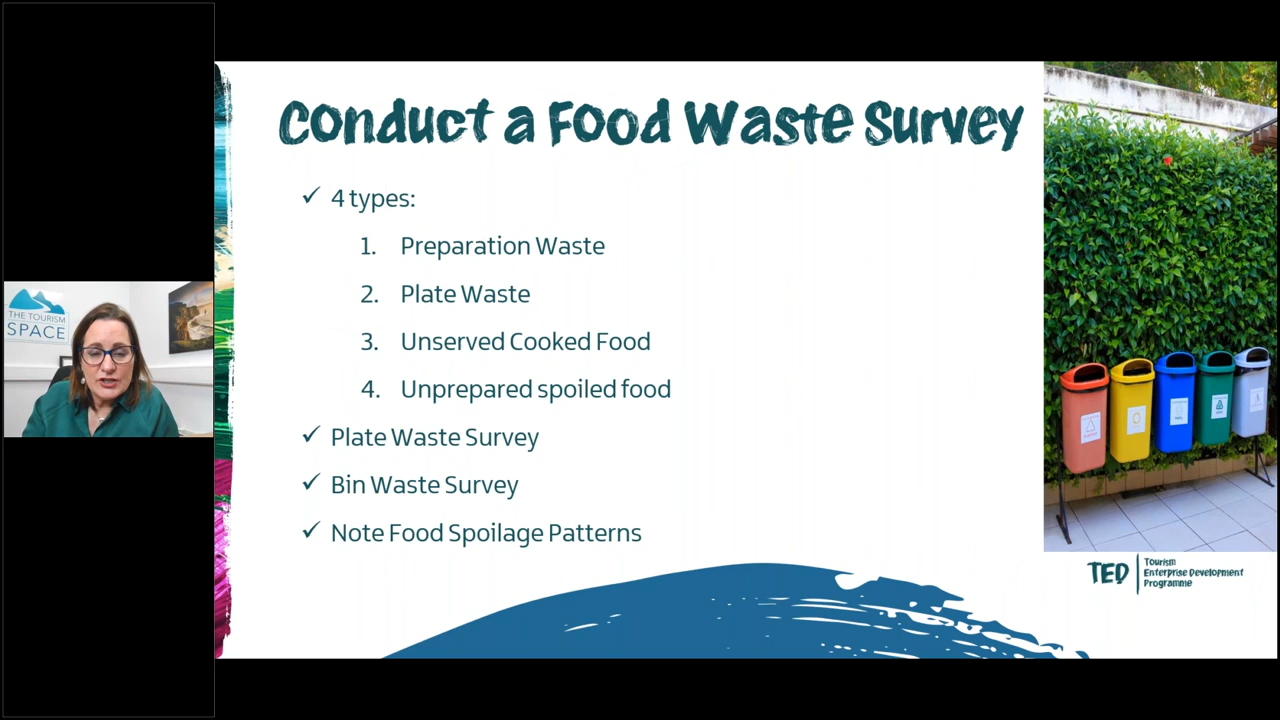 Conduct a Food Waste Survey
✓ 4 types:
1. Preparation Waste
2. Plate Waste
3. Unserved Cooked Food
4. Unprepared spoiled food
✓ Plate Waste Survey
✓ Bin Waste Survey
✓ Note Food Spoilage Patterns
THE TOURISM
SPACE
TED
Tourism
Enterprise Development
Programme